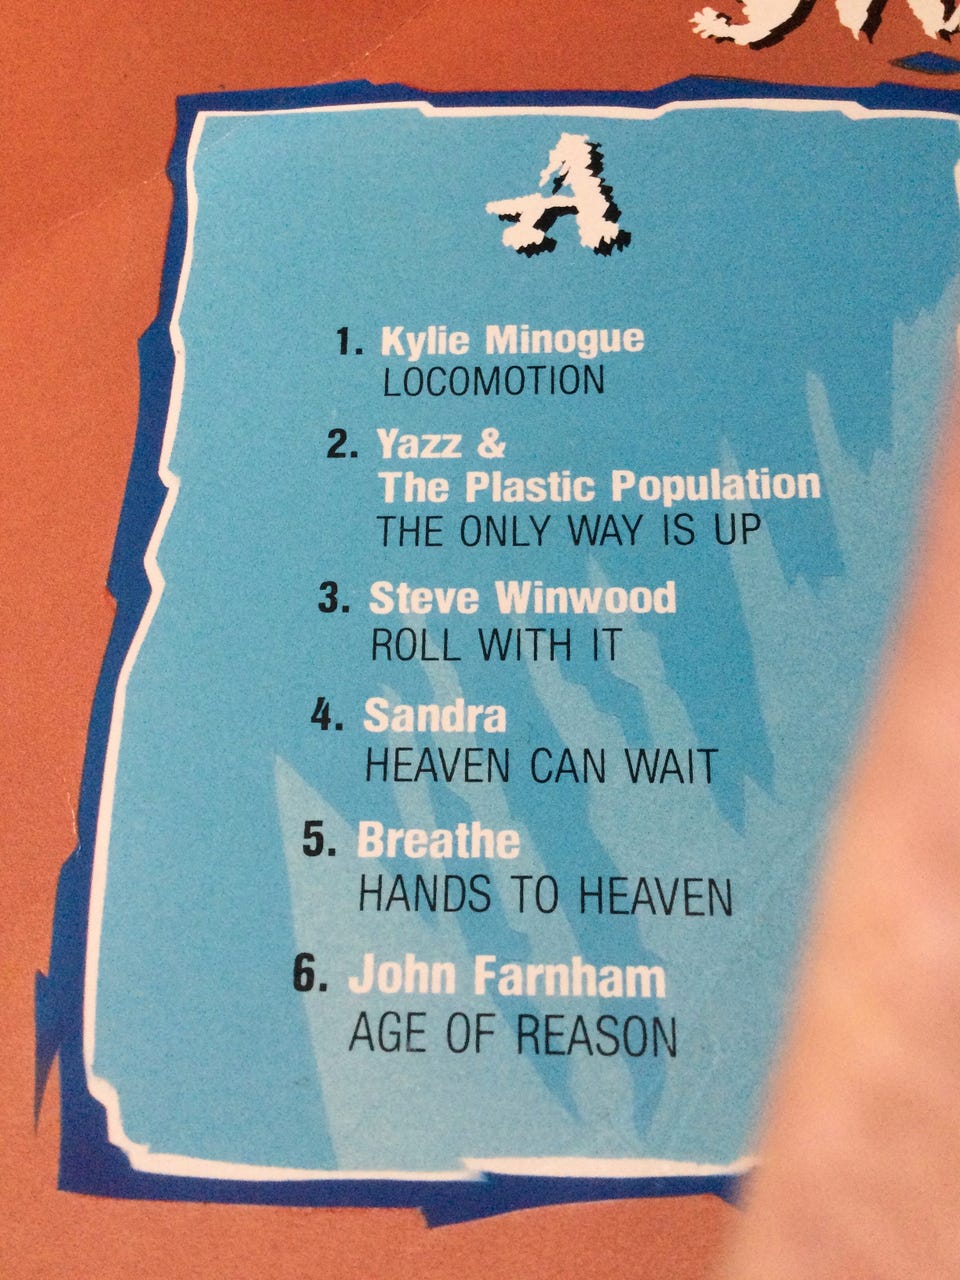 A
1. Kylie Minogue
LOCOMOTION
2. Yazz &
The Plastic Population
THE ONLY WAY IS UP
3. Steve Winwood
ROLL WITH IT
4. Sandra
HEAVEN CAN WAIT
5. Breathe
HANDS TO HEAVEN
6. John Farnham
AGE OF REASON